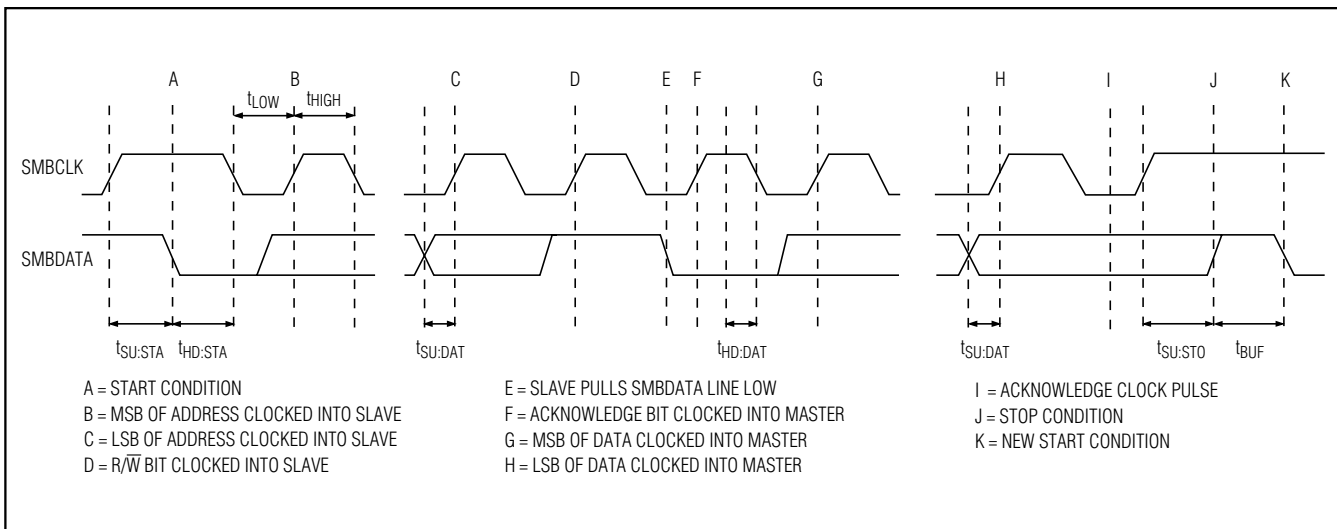 A B C D E F G H I J K
tLOW tHIGH
SMBCLK
SMBDATA
tSU:STA tHD:STA tSU:DAT tHD:DAT tSU:DAT tSU:STO tBUF
A = START CONDITION
B = MSB OF ADDRESS CLOCKED INTO SLAVE
C = LSB OF ADDRESS CLOCKED INTO SLAVE
D = R/W̅ BIT CLOCKED INTO SLAVE
E = SLAVE PULLS SMBDATA LINE LOW
F = ACKNOWLEDGE BIT CLOCKED INTO MASTER
G = MSB OF DATA CLOCKED INTO MASTER
H = LSB OF DATA CLOCKED INTO MASTER
I = ACKNOWLEDGE CLOCK PULSE
J = STOP CONDITION
K = NEW START CONDITION